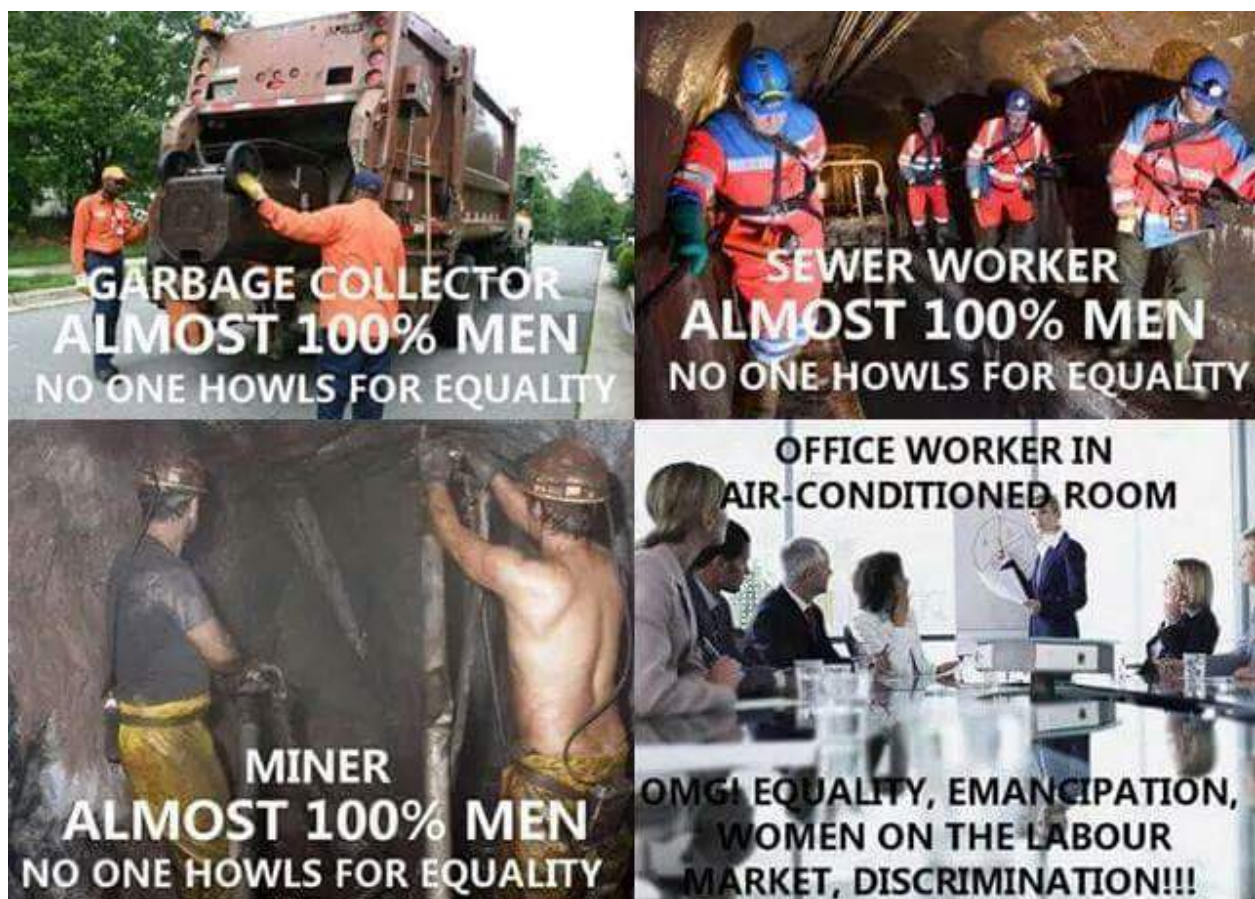 GARBAGE COLLECTOR
ALMOST 100% MEN
NO ONE HOWLS FOR EQUALITY
SEWER WORKER
ALMOST 100% MEN
NO ONE HOWLS FOR EQUALITY
MINER
ALMOST 100% MEN
NO ONE HOWLS FOR EQUALITY
OFFICE WORKER IN
AIR-CONDITIONED ROOM
OMG! EQUALITY, EMANCIPATION,
WOMEN ON THE LABOUR
MARKET, DISCRIMINATION!!!